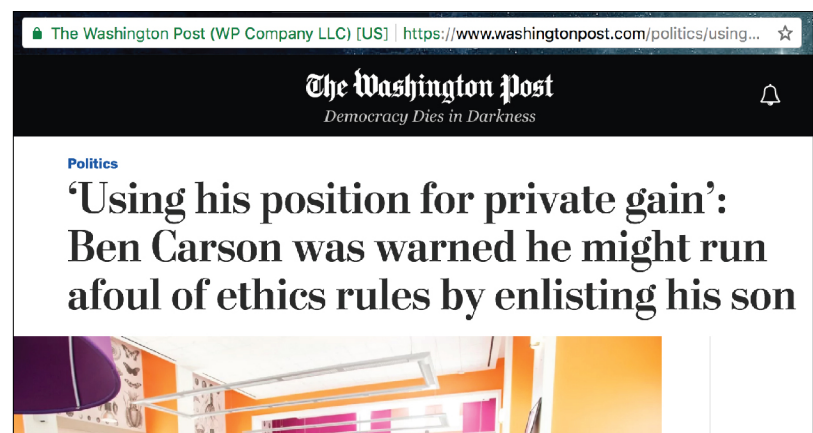 The Washington Post (WP Company LLC) [US] https://www.washingtonpost.com/politics/using...
The Washington Post
Democracy Dies in Darkness
Politics
‘Using his position for private gain’:
Ben Carson was warned he might run
afoul of ethics rules by enlisting his son